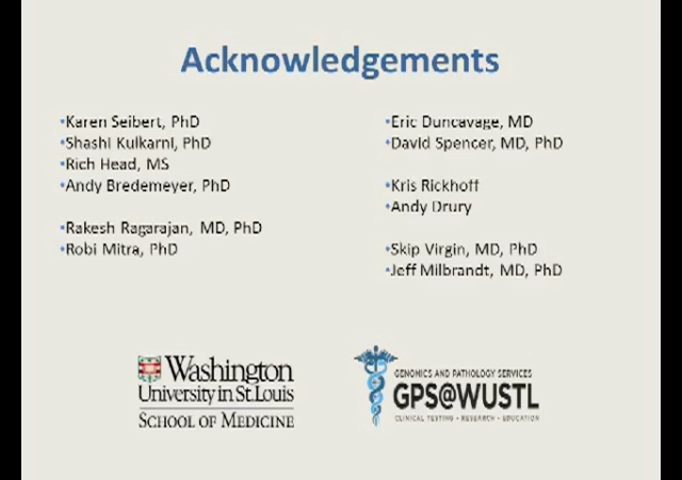 Acknowledgements
•Karen Seibert, PhD
•Shashi Kulkarni, PhD
•Rich Head, MS
•Andy Bredemeyer, PhD
•Rakesh Ragarajan, MD, PhD
•Robi Mitra, PhD
•Eric Duncavage, MD
•David Spencer, MD, PhD
•Kris Rickhoff
•Andy Drury
•Skip Virgin, MD, PhD
•Jeff Milbrandt, MD, PhD
Washington
University in St. Louis
SCHOOL OF MEDICINE
GENOMICS AND PATHOLOGY SERVICES
GPS@WUSTL
CLINICAL TESTING • RESEARCH • EDUCATION